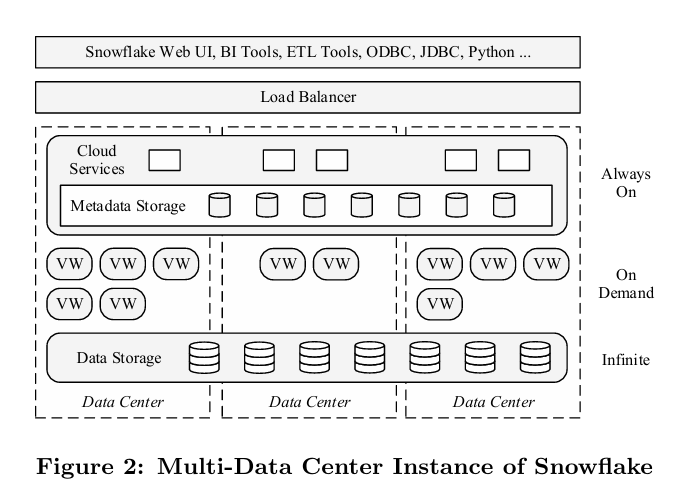 Snowflake Web UI, BI Tools, ETL Tools, ODBC, JDBC, Python ...
Load Balancer
Cloud
Services
Metadata Storage
Always
On
VW VW VW VW VW VW VW VW
VW VW VW
On
Demand
Data Storage
Infinite
Data Center Data Center Data Center
Figure 2: Multi-Data Center Instance of Snowflake